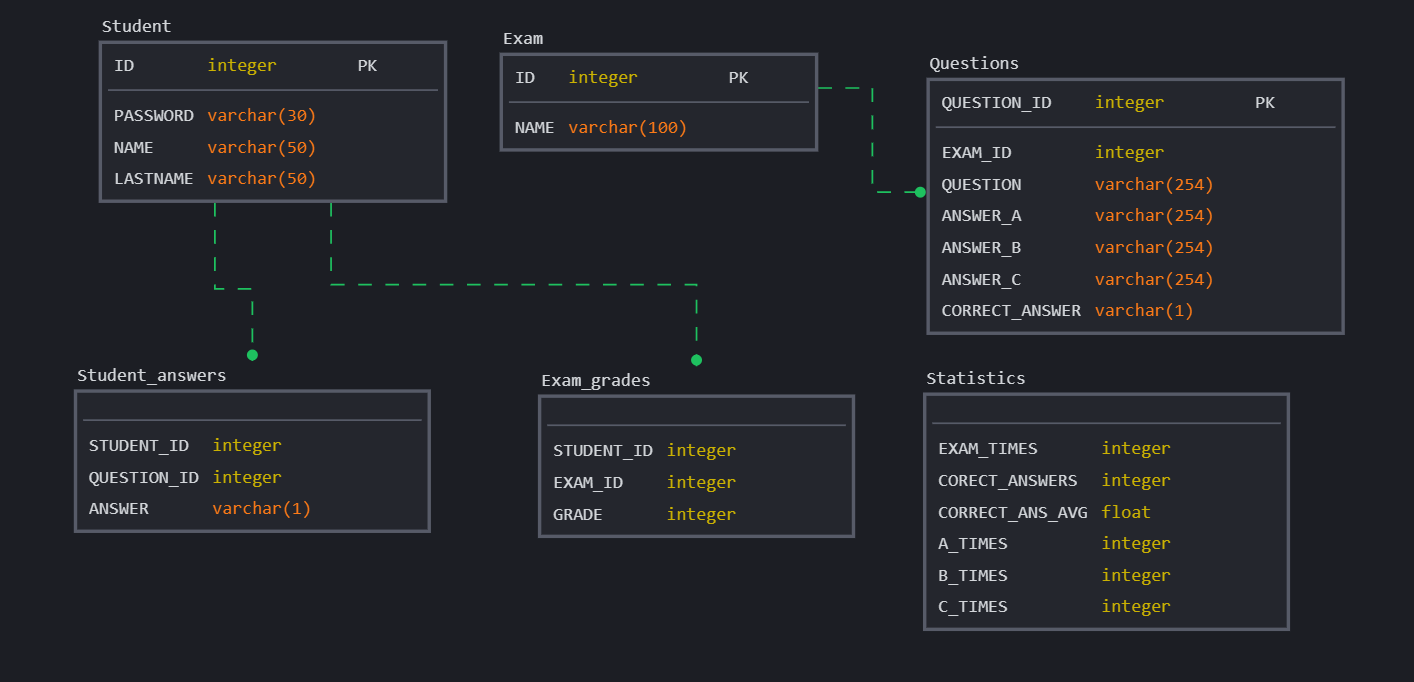 Student
ID integer PK
PASSWORD varchar(30)
NAME varchar(50)
LASTNAME varchar(50)
Exam
ID integer PK
NAME varchar(100)
Questions
QUESTION_ID integer PK
EXAM_ID integer
QUESTION varchar(254)
ANSWER_A varchar(254)
ANSWER_B varchar(254)
ANSWER_C varchar(254)
CORRECT_ANSWER varchar(1)
Student_answers
STUDENT_ID integer
QUESTION_ID integer
ANSWER varchar(1)
Exam_grades
STUDENT_ID integer
EXAM_ID integer
GRADE integer
Statistics
EXAM_TIMES integer
CORECT_ANSWERS integer
CORRECT_ANS_AVG float
A_TIMES integer
B_TIMES integer
C_TIMES integer